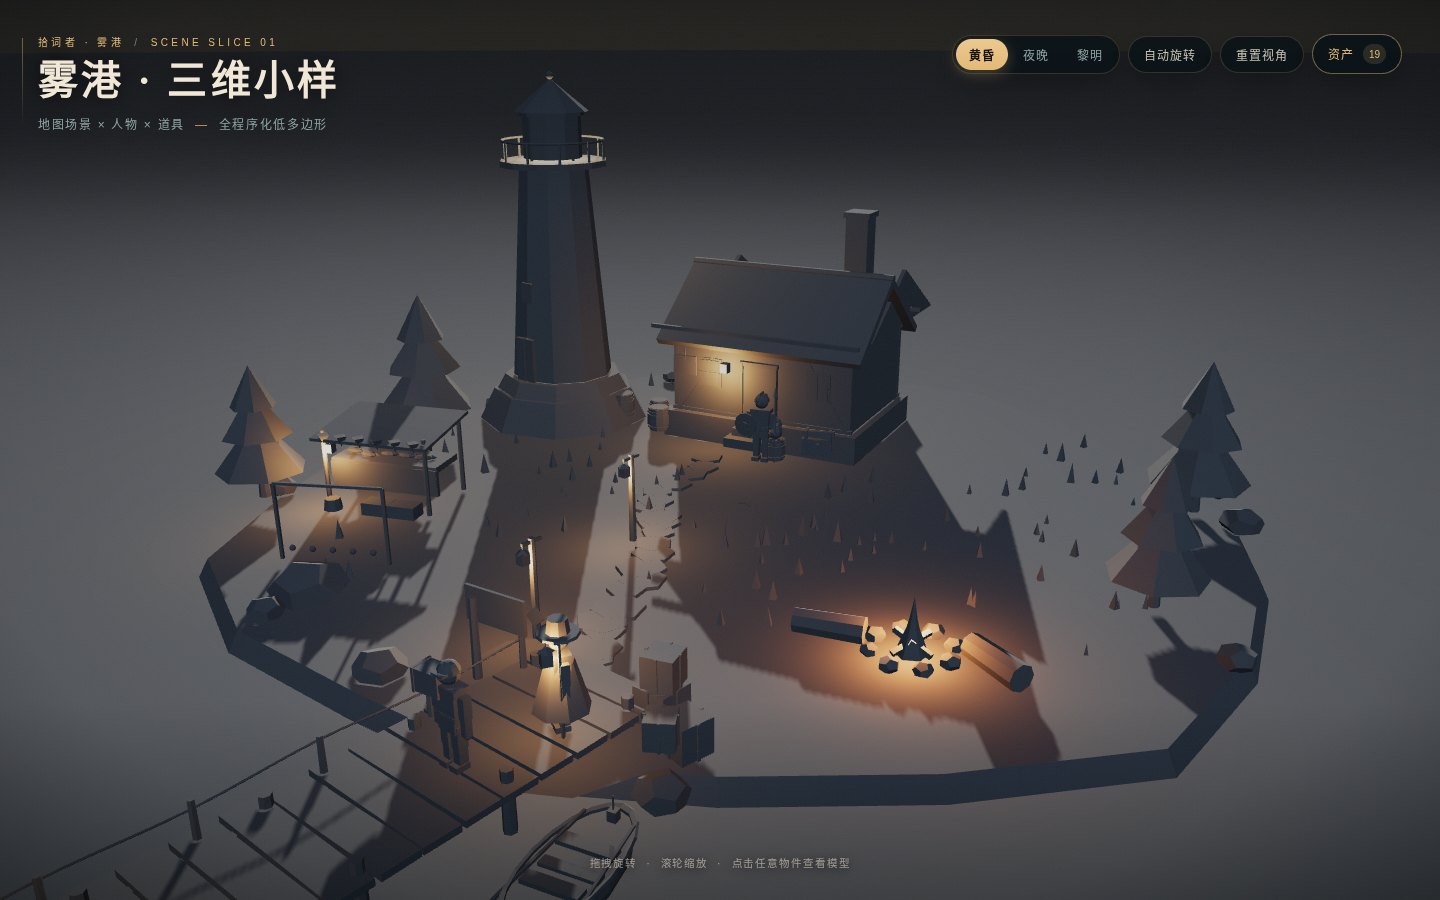 拾词者 · 雾港 / SCENE SLICE 01
雾港 · 三维小样
地图场景 × 人物 × 道具 — 全程序化低多边形
黄昏 夜晚 黎明 自动旋转 重置视角 资产 19
拖拽旋转 · 滚轮缩放 · 点击任意物件查看模型